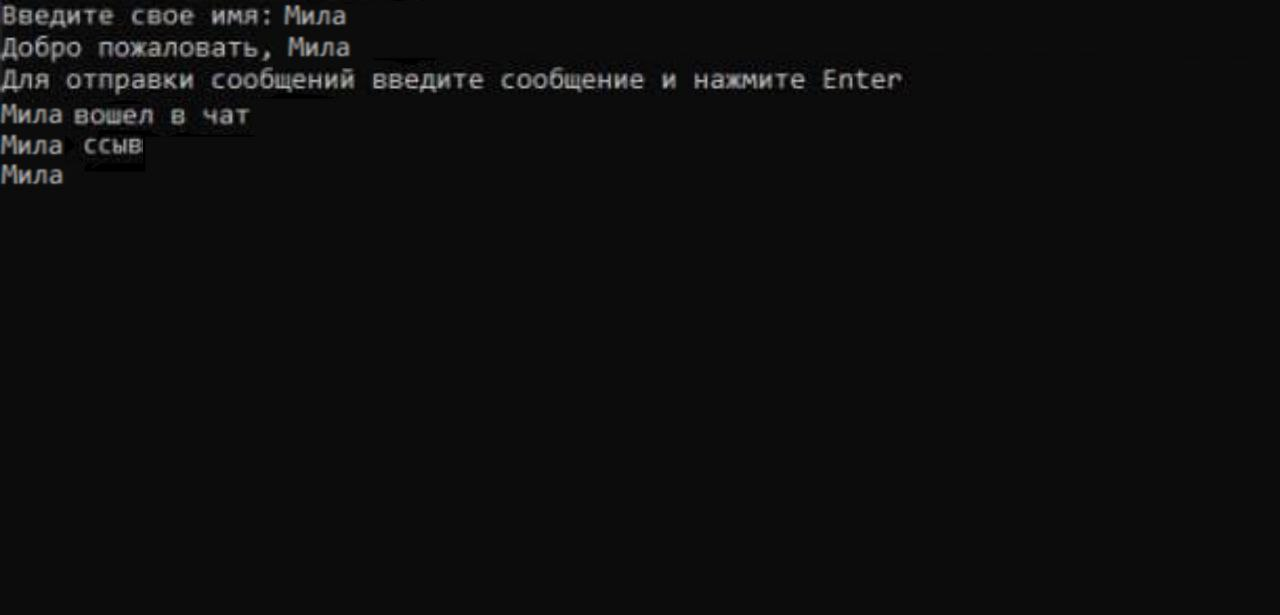 Введите свое имя: Мила
Добро пожаловать, Мила
Для отправки сообщений введите сообщение и нажмите Enter
Мила вошел в чат
Мила ссыв
Мила